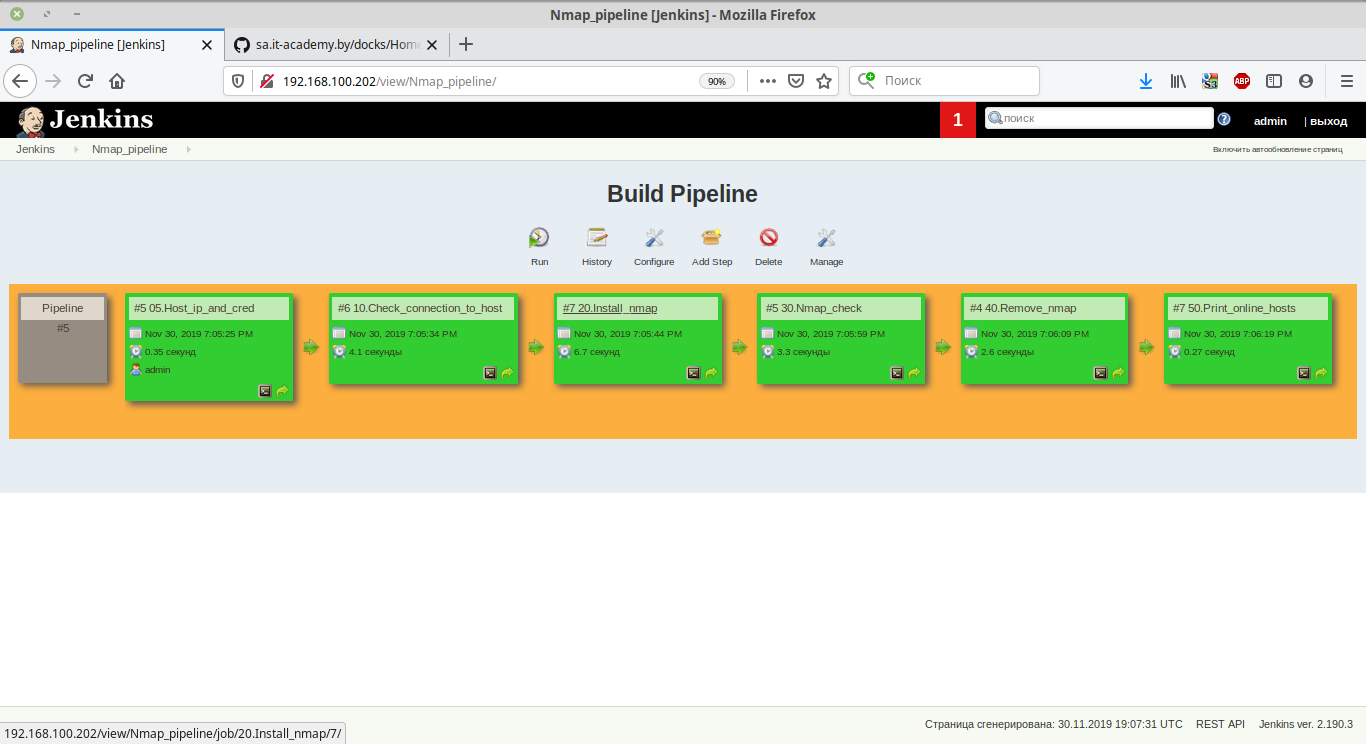 Nmap_pipeline [Jenkins] - Mozilla Firefox
Nmap_pipeline [Jenkins]
sa.it-academy.by/docks/Hom
192.168.100.202/view/Nmap_pipeline/
90%
Поиск
ABP
Jenkins
1
поиск
admin
| выход
Jenkins
Nmap_pipeline
Включить автообновление страниц
Build Pipeline
Run
History
Configure
Add Step
Delete
Manage
Pipeline
#5
#5 05.Host_ip_and_cred
Nov 30, 2019 7:05:25 PM
0.35 секунд
admin
#6 10.Check_connection_to_host
Nov 30, 2019 7:05:34 PM
4.1 секунды
#7 20.Install_nmap
Nov 30, 2019 7:05:44 PM
6.7 секунд
#5 30.Nmap_check
Nov 30, 2019 7:05:59 PM
3.3 секунды
#4 40.Remove_nmap
Nov 30, 2019 7:06:09 PM
2.6 секунды
#7 50.Print_online_hosts
Nov 30, 2019 7:06:19 PM
0.27 секунд
Страница сгенерирована: 30.11.2019 19:07:31 UTC
REST API
Jenkins ver. 2.190.3
192.168.100.202/view/Nmap_pipeline/job/20.Install_nmap/7/